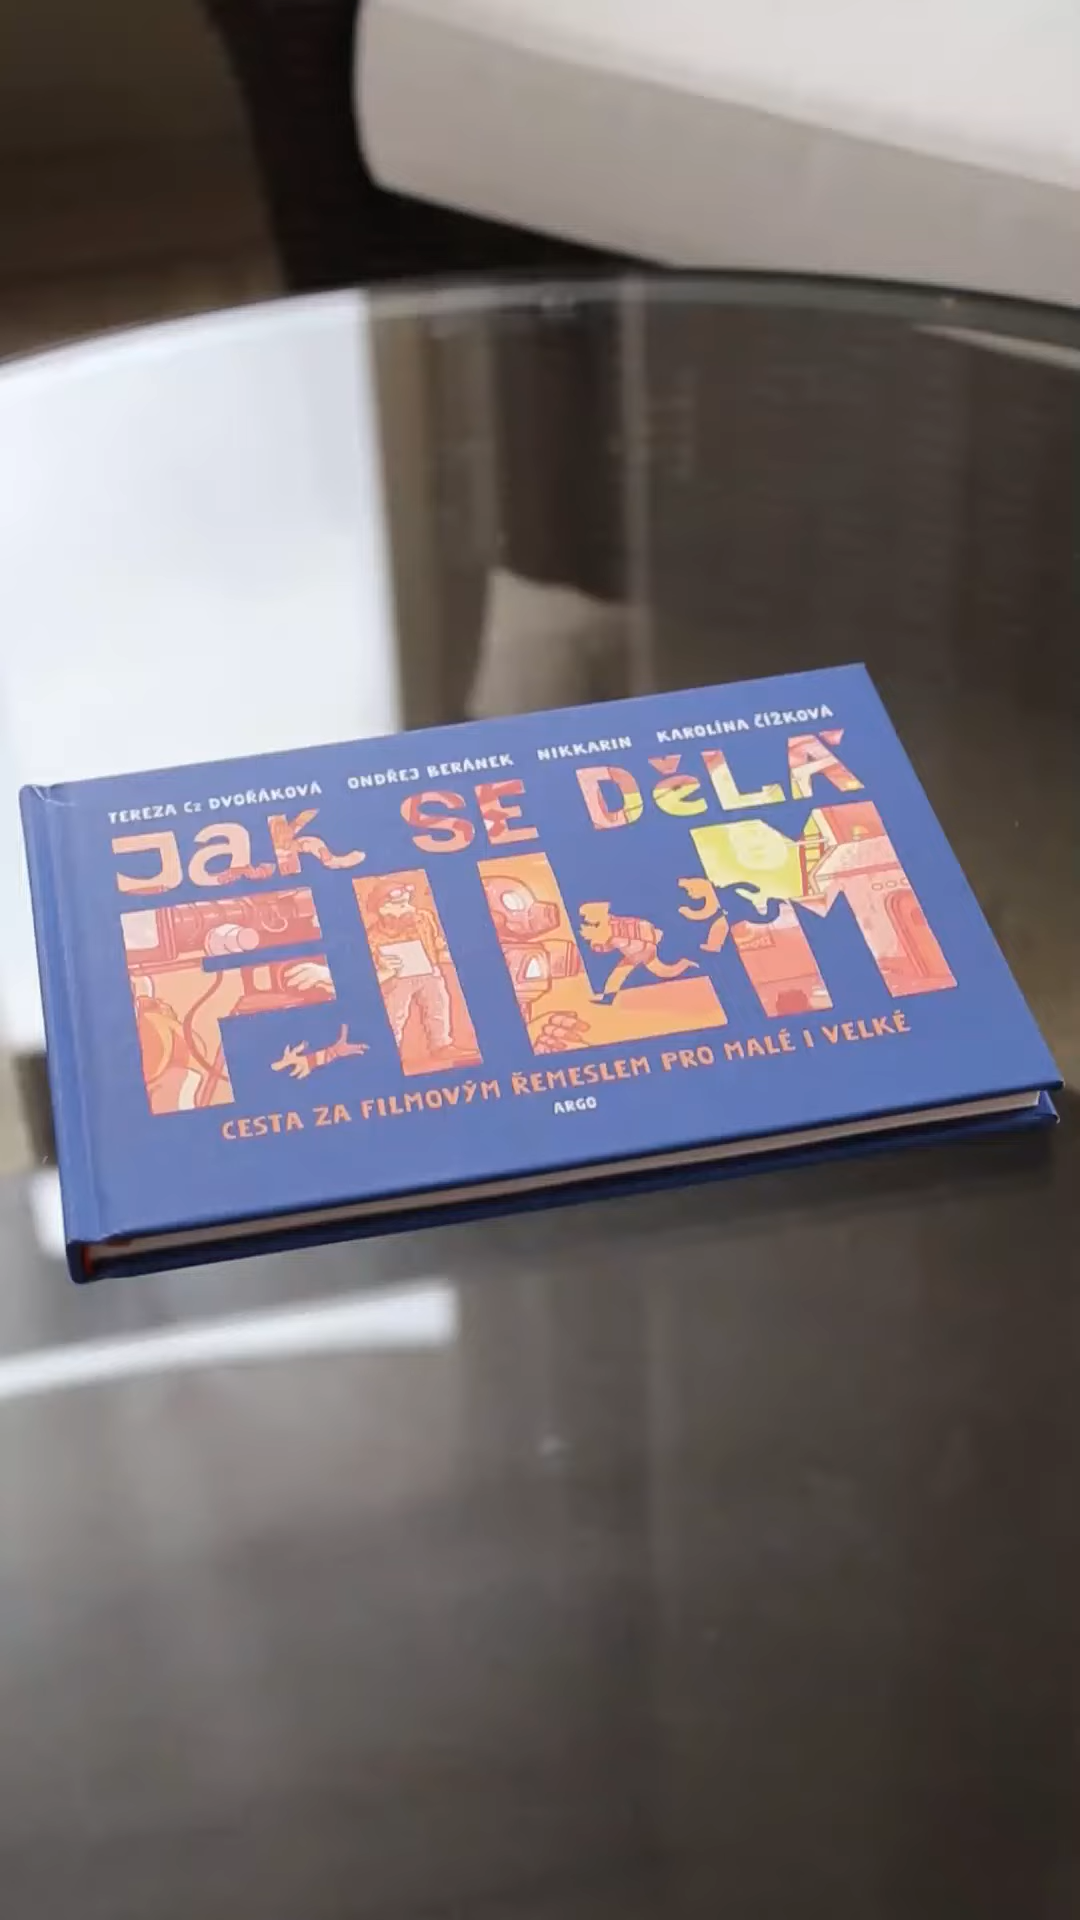 TEREZA Cz DVOŘÁKOVÁ ONDŘEJ BERÁNEK NIKKARIN KAROLÍNA ČÍŽKOVÁ
Jak SE DěLÁ
FILM
CESTA ZA FILMOVÝM ŘEMESLEM PRO MALÉ I VELKÉ
ARGO